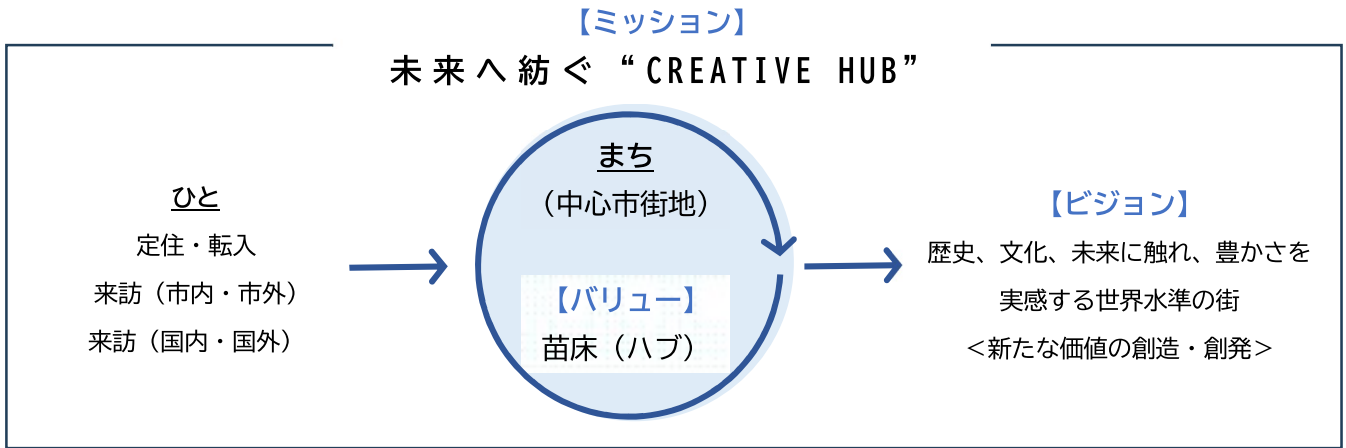 【ミッション】
未来へ紡ぐ“CREATIVE HUB”
ひと
定住・転入
来訪（市内・市外）
来訪（国内・国外）
まち
（中心市街地）
【バリュー】
苗床（ハブ）
【ビジョン】
歴史、文化、未来に触れ、豊かさを
実感する世界水準の街
＜新たな価値の創造・創発＞